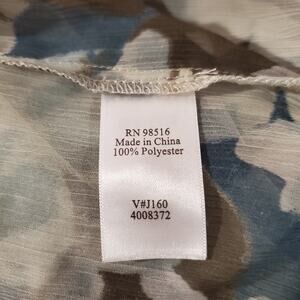 RN 98516
Made in China
100% Polyester
V#J160
4008372